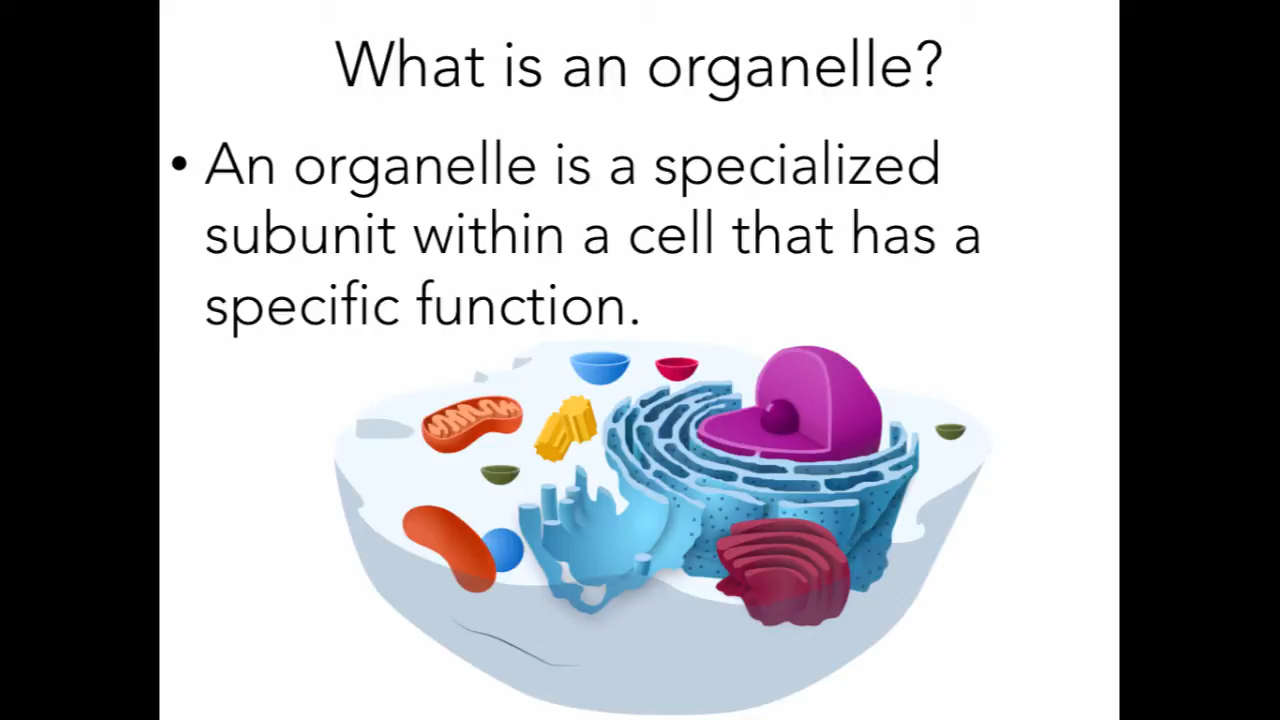 What is an organelle?
• An organelle is a specialized
subunit within a cell that has a
specific function.